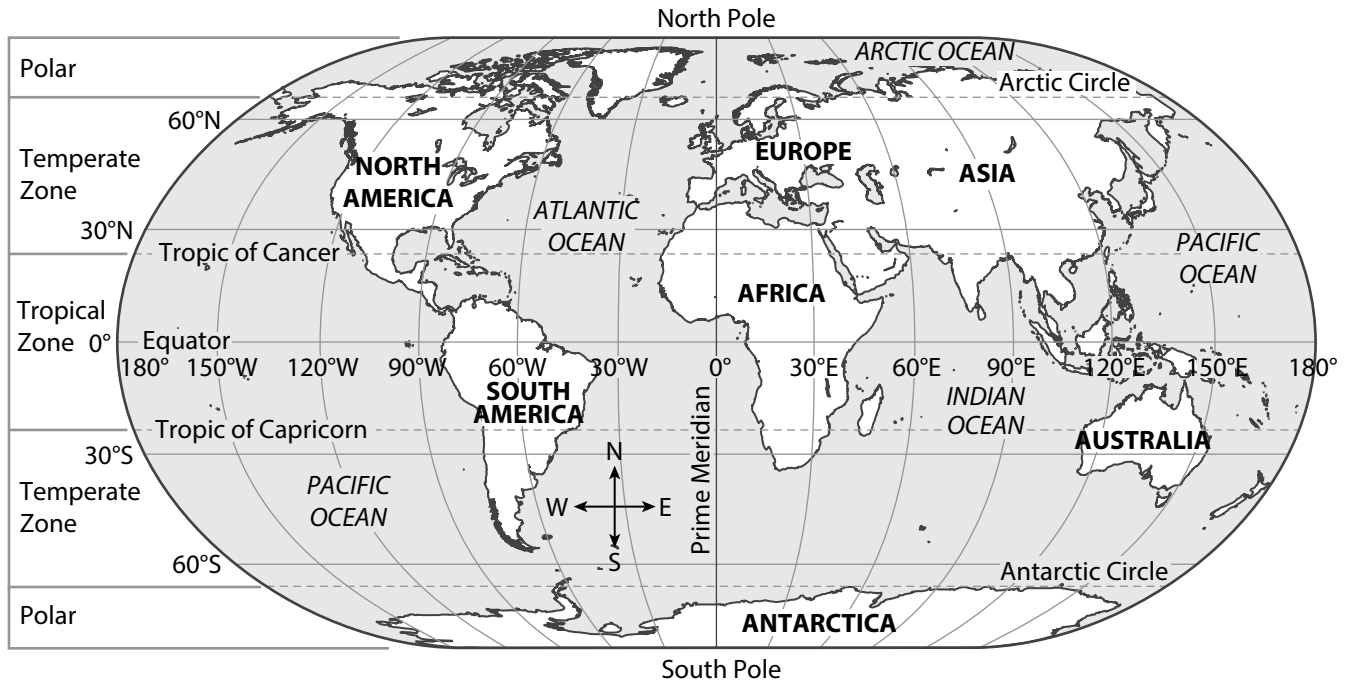 North Pole
ARCTIC OCEAN
Polar
Arctic Circle
60°N
Temperate
Zone
NORTH
AMERICA
EUROPE
ASIA
ATLANTIC
OCEAN
30°N
Tropic of Cancer
PACIFIC
OCEAN
AFRICA
Tropical
Zone 0°
Equator
180° 150°W 120°W 90°W 60°W 30°W 0° 30°E 60°E 90°E 120°E 150°E 180°
SOUTH
AMERICA
INDIAN
OCEAN
Prime Meridian
Tropic of Capricorn
AUSTRALIA
30°S
N
W E
S
Temperate
Zone
PACIFIC
OCEAN
60°S
Antarctic Circle
Polar
ANTARCTICA
South Pole